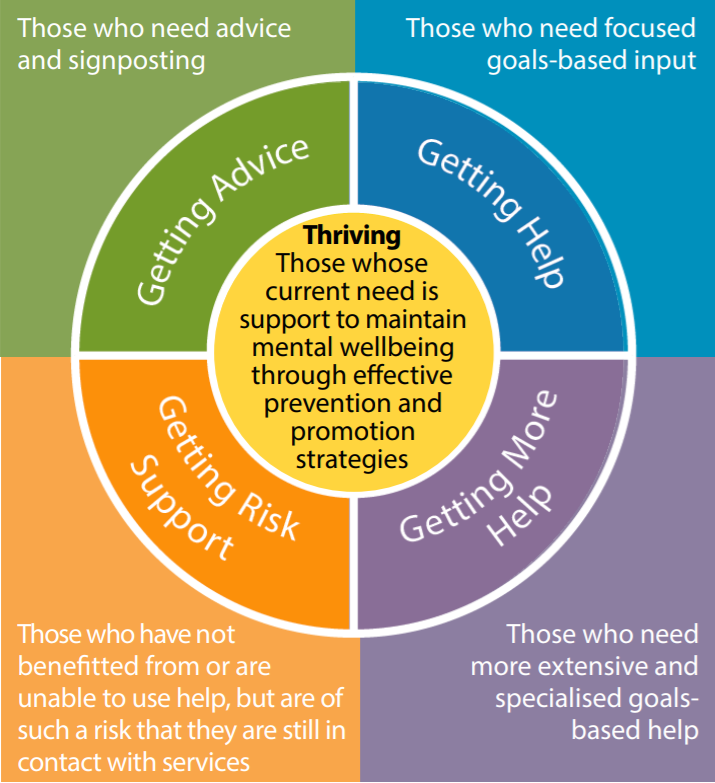 Those who need advice
and signposting
Those who need focused
goals-based input
Getting Advice
Getting Help
Thriving
Those whose
current need is
support to maintain
mental wellbeing
through effective
prevention and
promotion
strategies
Getting Risk
Support
Getting More
Help
Those who have not
benefitted from or are
unable to use help, but are of
such a risk that they are still in
contact with services
Those who need
more extensive and
specialised goals-
based help